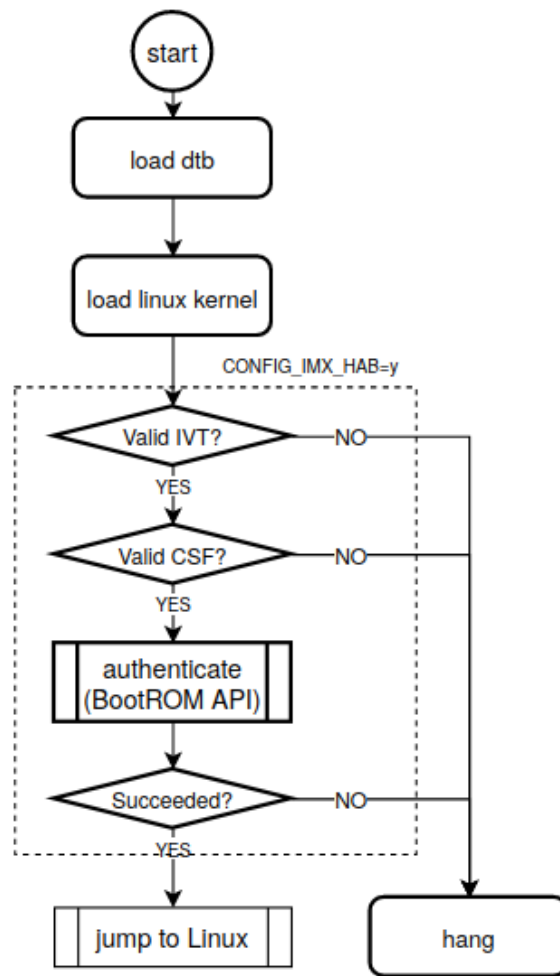 start
load dtb
load linux kernel
CONFIG_IMX_HAB=y
Valid IVT?
NO
YES
Valid CSF?
NO
YES
authenticate
(BootROM API)
Succeeded?
NO
YES
jump to Linux
hang